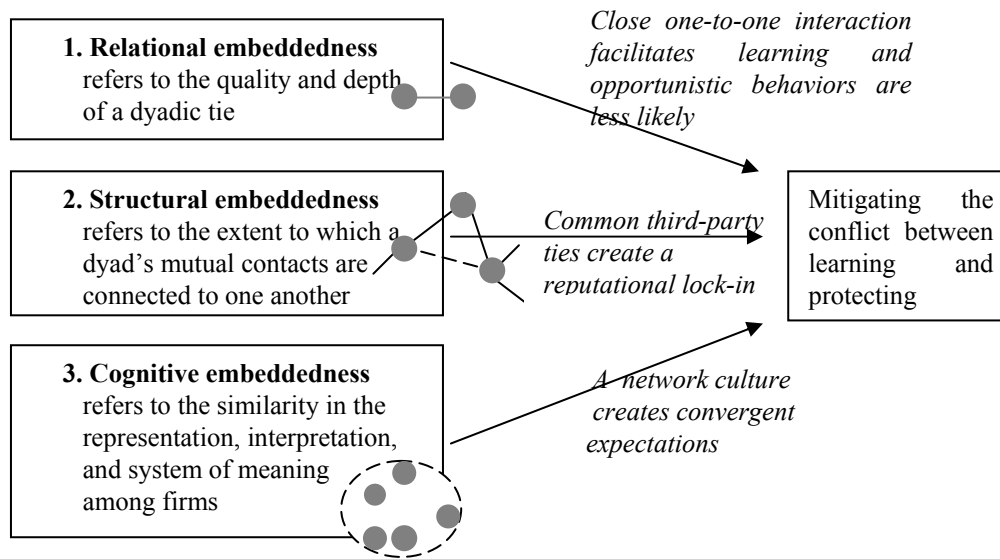 1. Relational embeddedness
refers to the quality and depth
of a dyadic tie
Close one-to-one interaction
facilitates learning and
opportunistic behaviors are
less likely
2. Structural embeddedness
refers to the extent to which a
dyad's mutual contacts are
connected to one another
Common third-party
ties create a
reputational lock-in
Mitigating the
conflict between
learning and
protecting
3. Cognitive embeddedness
refers to the similarity in the
representation, interpretation,
and system of meaning
among firms
A network culture
creates convergent
expectations